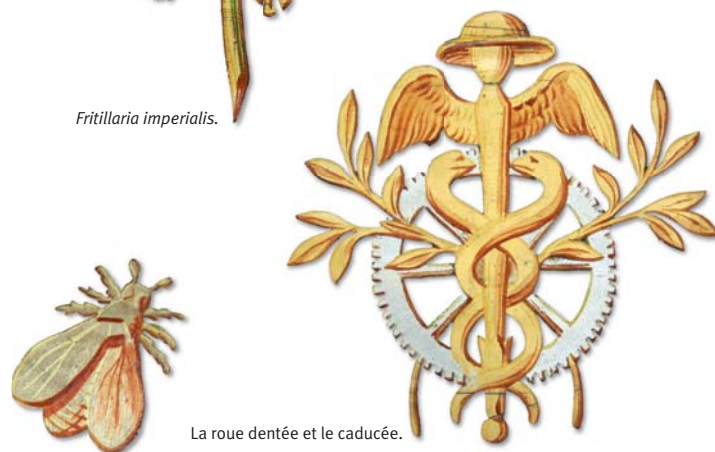 Fritillaria imperialis.
La roue dentée et le caducée.